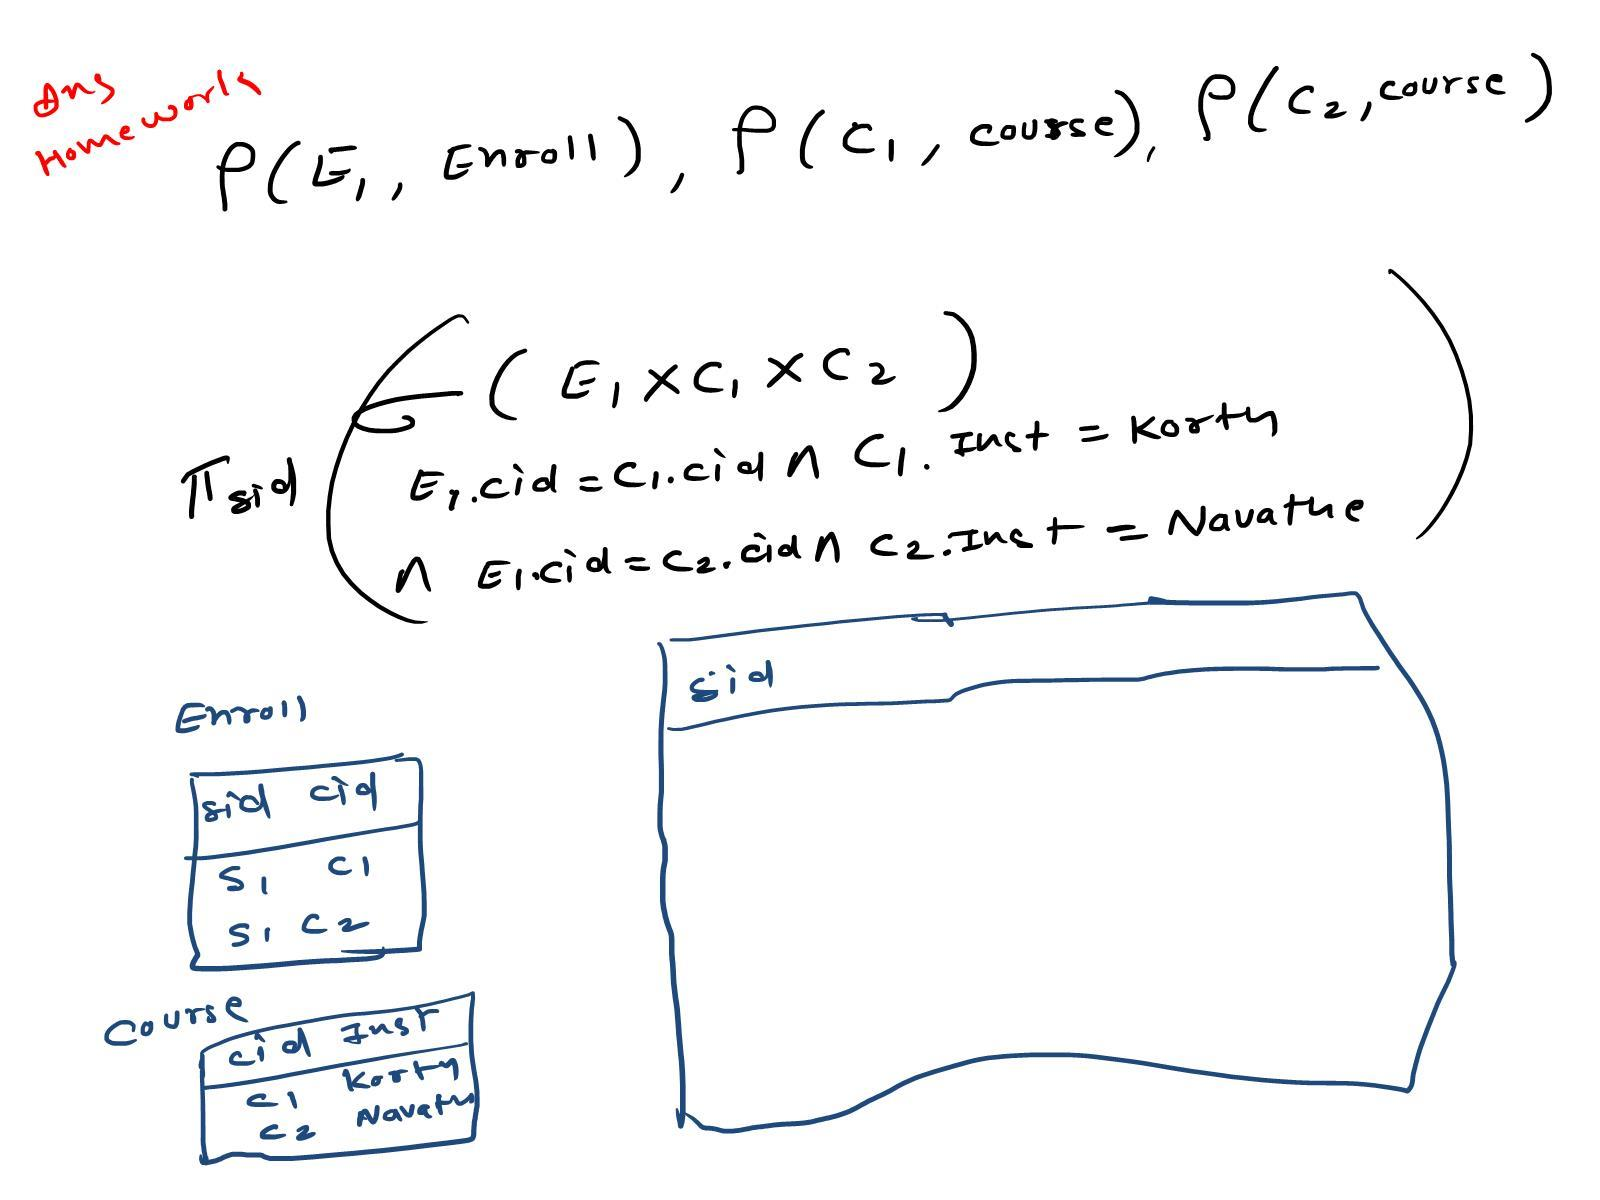 Ans
Homework
ρ(E1, Enroll), ρ(C1, course), ρ(C2, course)
σ(E1 × C1 × C2)
E1.cid = C1.cid ∧ C1.Inst = Korth
πsid
∧ E1.cid = C2.cid ∧ C2.Inst = Navathe
sid
Enroll
sid cid
S1 C1
S1 C2
Course
cid Inst
C1 Korth
C2 Navath